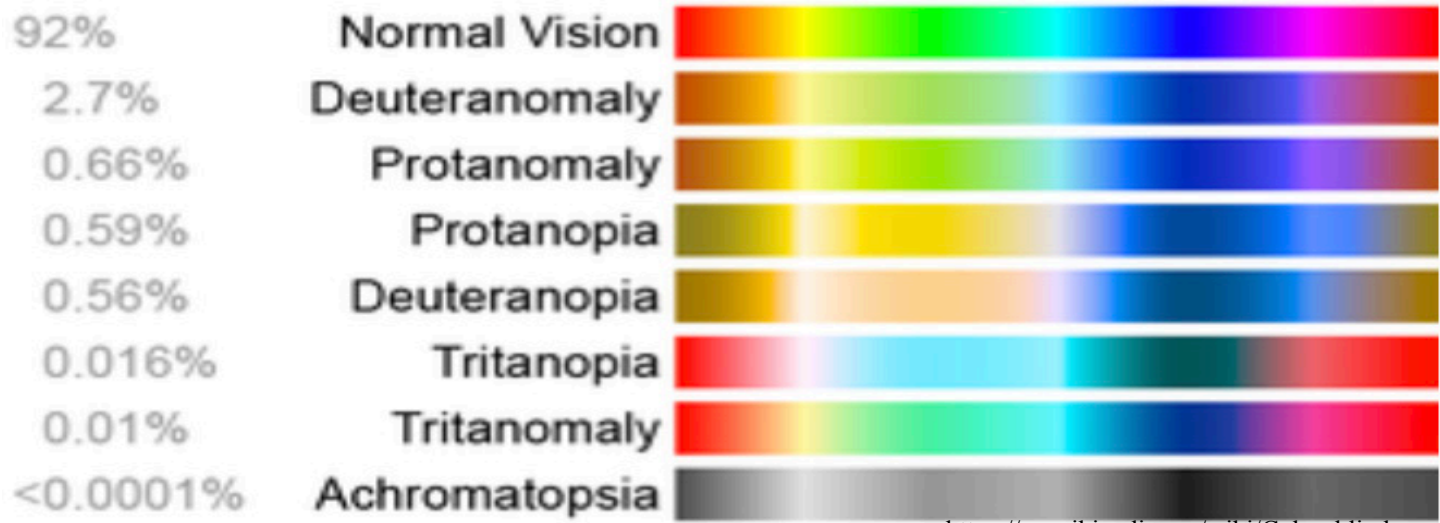 92% Normal Vision
2.7% Deuteranomaly
0.66% Protanomaly
0.59% Protanopia
0.56% Deuteranopia
0.016% Tritanopia
0.01% Tritanomaly
<0.0001% Achromatopsia